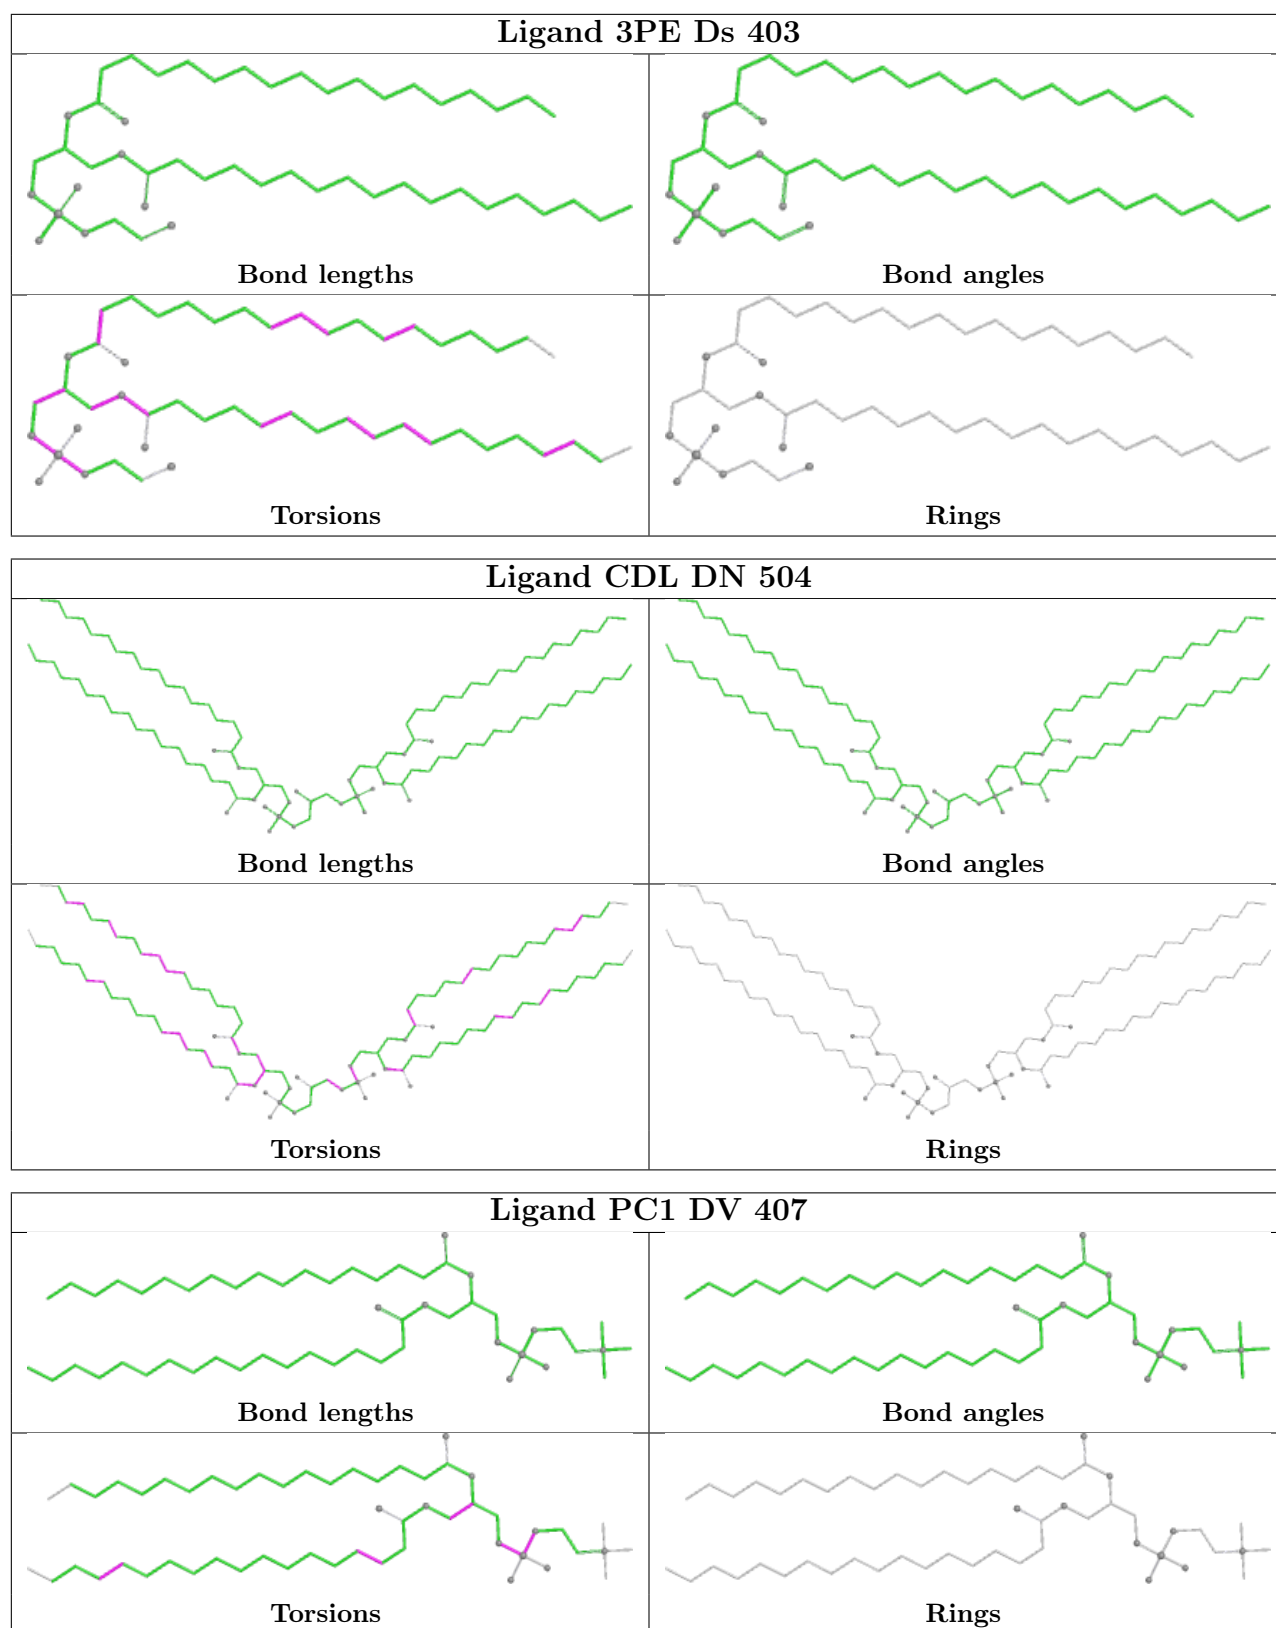 Ligand 3PE Ds 403
Bond lengths
Bond angles
Torsions
Rings
Ligand CDL DN 504
Bond lengths
Bond angles
Torsions
Rings
Ligand PC1 DV 407
Bond lengths
Bond angles
Torsions
Rings